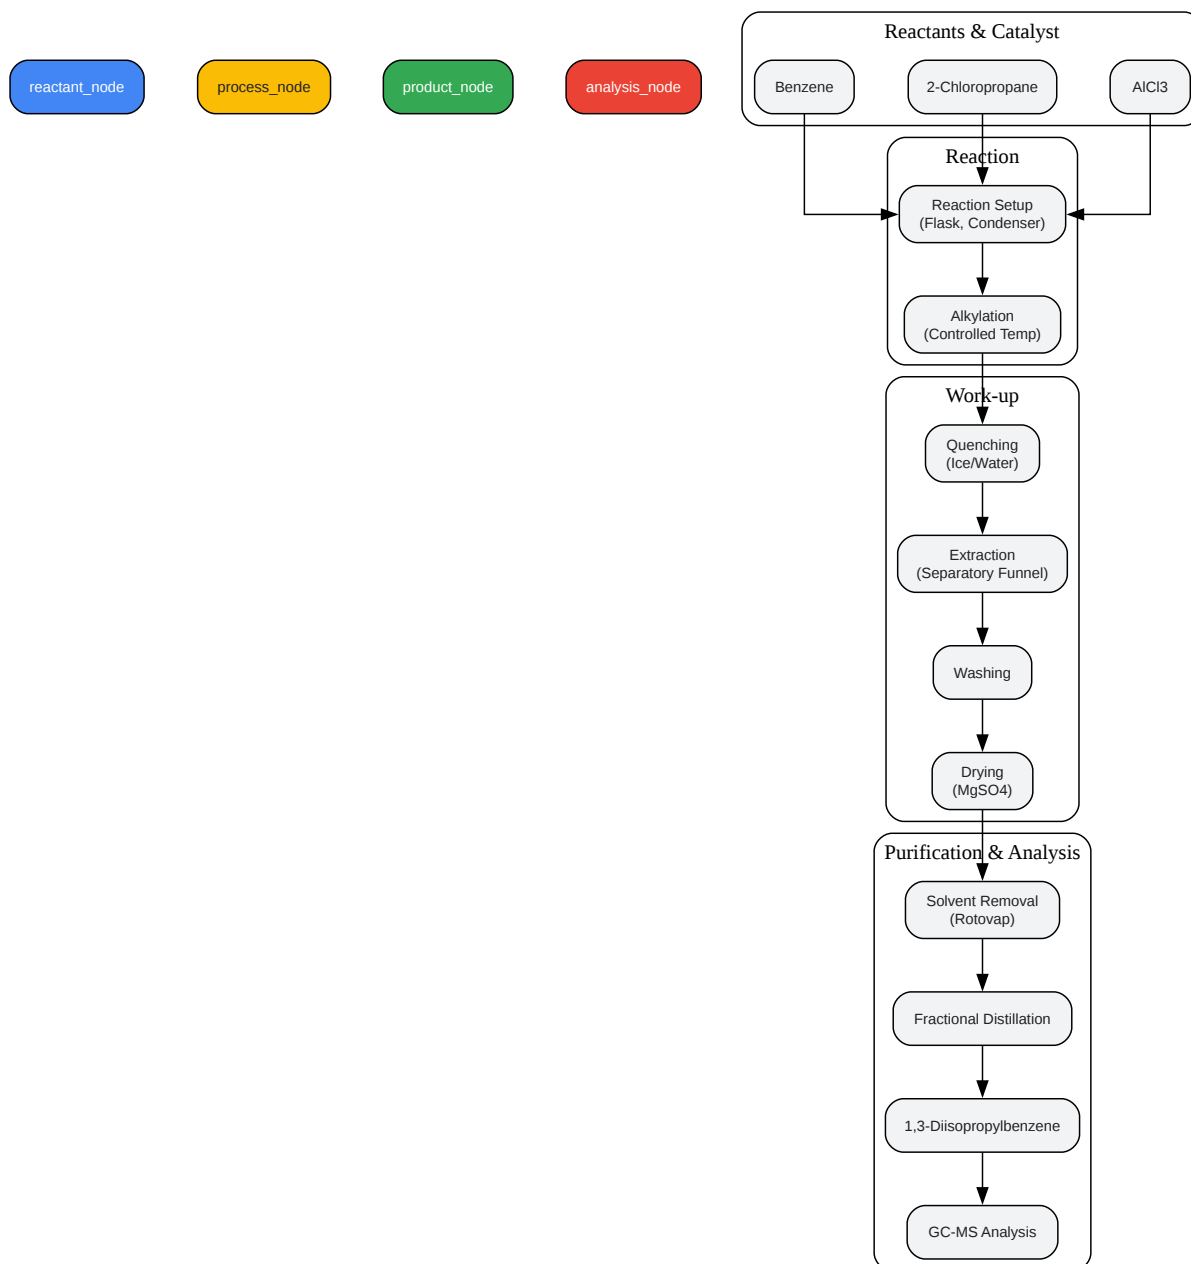 Reactants & Catalyst
reactant_node
process_node
product_node
analysis_node
Benzene
2-Chloropropane
AlCl3
Reaction
Reaction Setup
(Flask, Condenser)
Alkylation
(Controlled Temp)
Work-up
Quenching
(Ice/Water)
Extraction
(Separatory Funnel)
Washing
Drying
(MgSO4)
Purification & Analysis
Solvent Removal
(Rotovap)
Fractional Distillation
1,3-Diisopropylbenzene
GC-MS Analysis